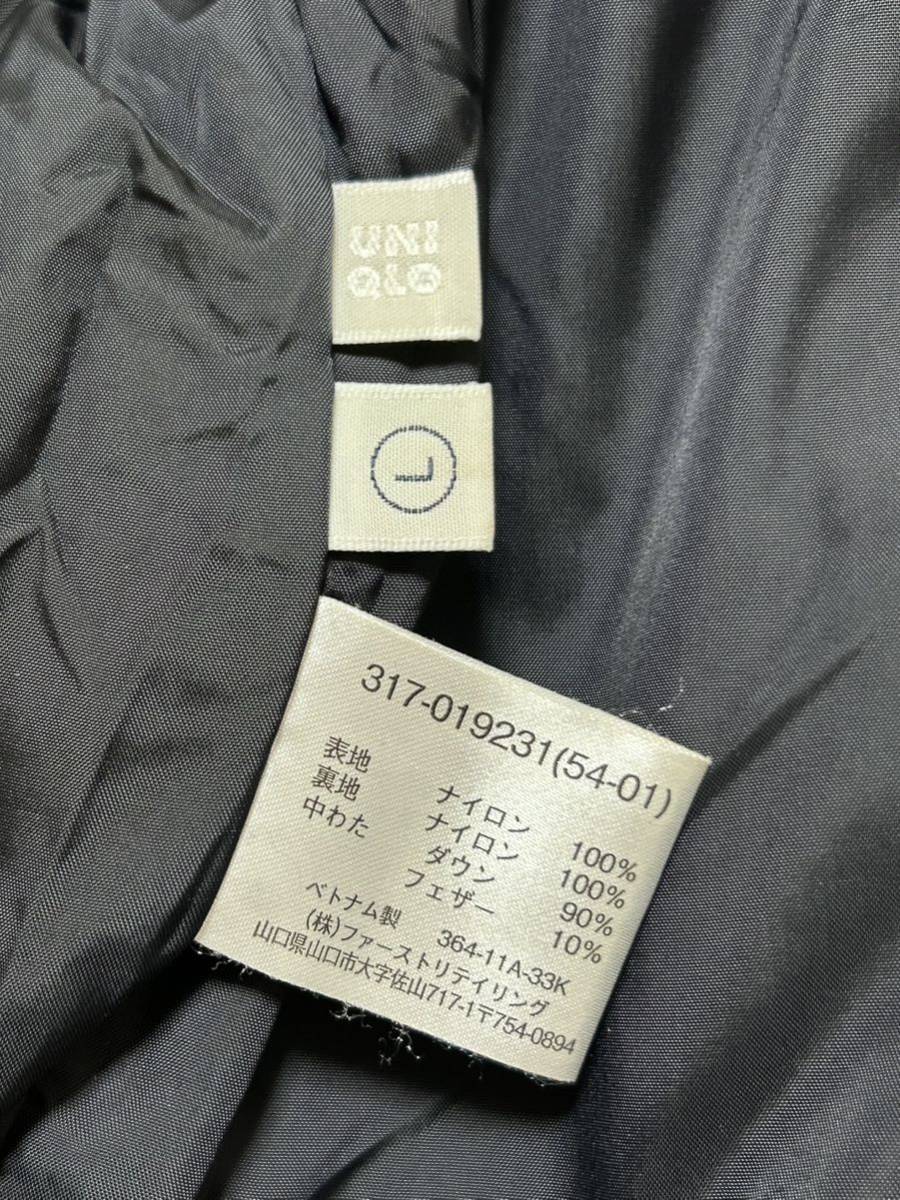 UNI
QLO
L
317-019231(54-01)
表地 ナイロン 100%
裏地 ナイロン 100%
中わた ダウン 90%
フェザー 10%
ベトナム製 364-11A-33K
(株)ファーストリテイリング
山口県山口市大字佐山717-1〒754-0894